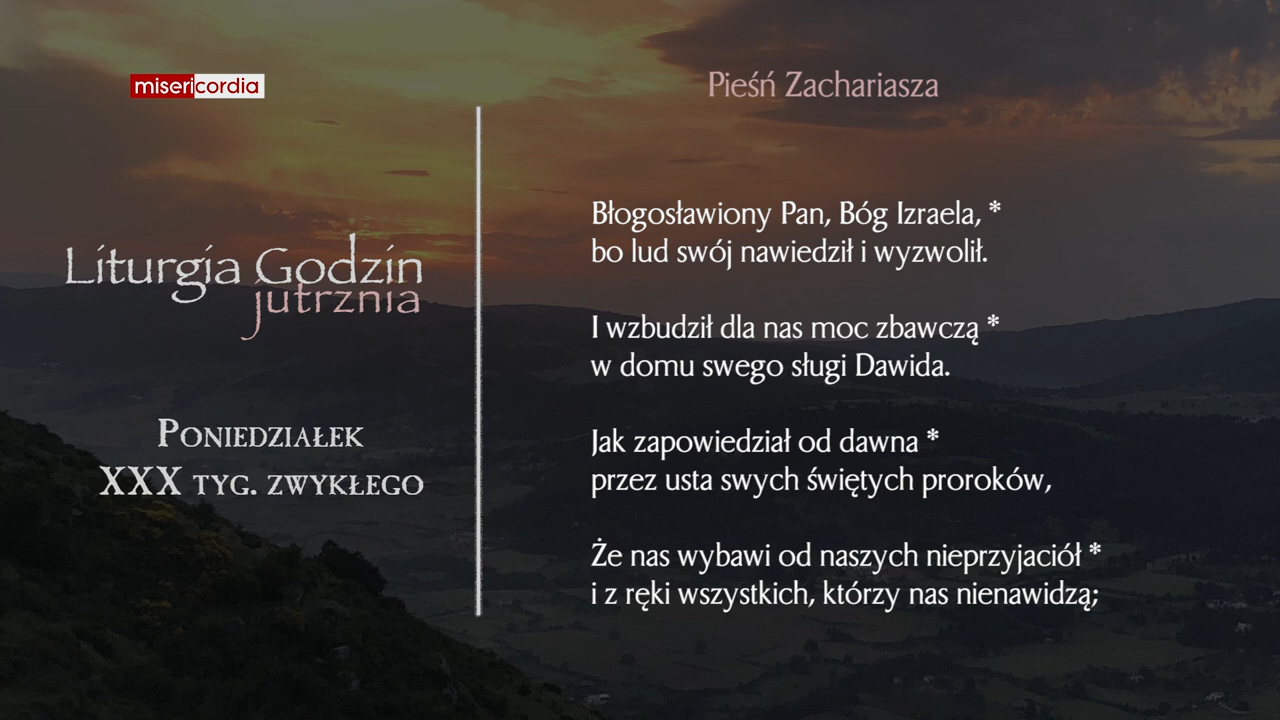 misericordia
Liturgia Godzin
jutrznia
Poniedziałek
XXX tyg. zwykłego
Pieśń Zachariasza
Błogosławiony Pan, Bóg Izraela, *
bo lud swój nawiedził i wyzwolił.
I wzbudził dla nas moc zbawczą *
w domu swego sługi Dawida.
Jak zapowiedział od dawna *
przez usta swych świętych proroków,
Że nas wybawi od naszych nieprzyjaciół *
i z ręki wszystkich, którzy nas nienawidzą;